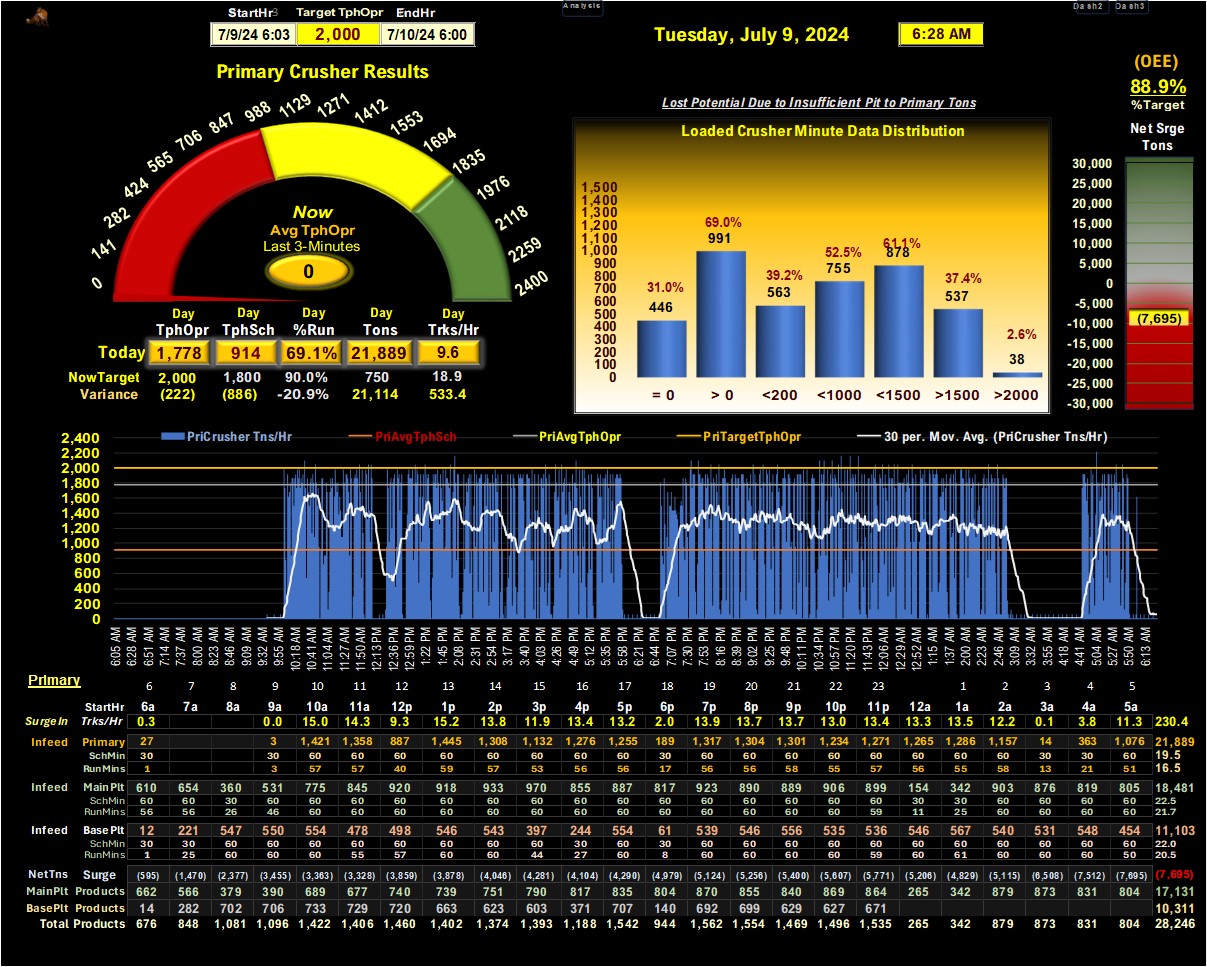 Analysis
Dash2 Dash3
StartHr Target TphOpr EndHr
7/9/24 6:03 2,000 7/10/24 6:00
Tuesday, July 9, 2024 6:28 AM
Primary Crusher Results
(OEE)
88.9%
%Target
Net Srge
Tons
0 141 282 424 565 706 847 988 1129 1271 1412 1553 1694 1835 1976 2118 2259 2400
Now
Avg TphOpr
Last 3-Minutes
0
Lost Potential Due to Insufficient Pit to Primary Tons
Loaded Crusher Minute Data Distribution
1,500
1,400
1,300
1,200
1,100
1,000
900
800
700
600
500
400
300
200
100
0
31.0% 69.0% 39.2% 52.5% 61.1% 37.4% 2.6%
446 991 563 755 878 537 38
= 0 > 0 <200 <1000 <1500 >1500 >2000
30,000
25,000
20,000
15,000
10,000
5,000
0
-5,000
(7,695)
-10,000
-15,000
-20,000
-25,000
-30,000
Day Day Day Day Day
TphOpr TphSch %Run Tons Trks/Hr
Today 1,778 914 69.1% 21,889 9.6
NowTarget 2,000 1,800 90.0% 750 18.9
Variance (222) (886) -20.9% 21,114 533.4
PriCrusher Tns/Hr PriAvgTphSch PriAvgTphOpr PriTargetTphOpr 30 per. Mov. Avg. (PriCrusher Tns/Hr)
2,400
2,200
2,000
1,800
1,600
1,400
1,200
1,000
800
600
400
200
0
6:05 AM 6:28 AM 6:51 AM 7:14 AM 7:37 AM 8:00 AM 8:23 AM 8:46 AM 9:09 AM 9:32 AM 9:55 AM 10:18 AM 10:41 AM 11:04 AM 11:27 AM 11:50 AM 12:13 PM 12:36 PM 12:59 PM 1:22 PM 1:45 PM 2:08 PM 2:31 PM 2:54 PM 3:17 PM 3:40 PM 4:03 PM 4:26 PM 4:49 PM 5:12 PM 5:35 PM 5:58 PM 6:21 PM 6:44 PM 7:07 PM 7:30 PM 7:53 PM 8:16 PM 8:39 PM 9:02 PM 9:25 PM 9:48 PM 10:11 PM 10:34 PM 10:57 PM 11:20 PM 11:43 PM 12:06 AM 12:29 AM 12:52 AM 1:15 AM 1:37 AM 2:00 AM 2:23 AM 2:46 AM 3:09 AM 3:32 AM 3:55 AM 4:18 AM 4:41 AM 5:04 AM 5:27 AM 5:50 AM 6:13 AM
Primary
6 7 8 9 10 11 12 13 14 15 16 17 18 19 20 21 22 23 1 2 3 4 5
StartHr 6a 7a 8a 9a 10a 11a 12p 1p 2p 3p 4p 5p 6p 7p 8p 9p 10p 11p 12a 1a 2a 3a 4a 5a
SurgeIn Trks/Hr 0.3 0.0 15.0 14.3 9.3 15.2 13.8 11.9 13.4 13.2 2.0 13.9 13.7 13.7 13.0 13.4 13.3 13.5 12.2 0.1 3.8 11.3 230.4
Infeed Primary 27 3 1,421 1,358 887 1,445 1,308 1,132 1,276 1,255 189 1,317 1,304 1,301 1,234 1,271 1,265 1,286 1,157 14 363 1,076 21,889
SchMin 30 30 60 60 60 60 60 60 60 60 30 60 60 60 60 60 60 60 60 30 30 60 19.5
RunMins 1 3 57 57 40 59 57 53 56 56 17 56 56 58 55 57 56 55 58 13 21 51 16.5
Infeed MainPlt 610 654 360 531 775 845 920 918 933 970 855 887 817 923 890 889 906 899 154 342 903 876 819 805 18,481
SchMin 60 60 30 60 60 60 60 60 60 60 60 60 60 60 60 60 60 60 30 30 60 60 60 60 22.5
RunMins 56 56 26 46 60 60 60 60 60 60 60 60 60 60 60 60 60 59 11 25 60 60 60 60 21.7
Infeed BasePlt 12 221 547 550 554 478 498 546 543 397 244 554 61 539 546 556 535 536 546 567 540 531 548 454 11,103
SchMin 30 30 60 60 60 60 60 60 60 60 30 60 30 60 60 60 60 60 60 60 60 60 60 60 22.0
RunMins 1 25 60 60 60 55 57 60 60 44 27 60 8 60 60 60 60 59 60 61 60 60 60 50 20.5
NetTns Surge (595) (1,470) (2,377) (3,455) (3,363) (3,328) (3,859) (3,878) (4,046) (4,281) (4,104) (4,290) (4,979) (5,124) (5,256) (5,400) (5,607) (5,771) (5,206) (4,829) (5,115) (6,508) (7,512) (7,695) (7,695)
MainPlt Products 662 566 379 390 689 677 740 739 751 790 817 835 804 870 855 840 869 864 265 342 879 873 831 804 17,131
BasePlt Products 14 282 702 706 733 729 720 663 623 603 371 707 140 692 699 629 627 671 10,311
Total Products 676 848 1,081 1,096 1,422 1,406 1,460 1,402 1,374 1,393 1,188 1,542 944 1,562 1,554 1,469 1,496 1,535 265 342 879 873 831 804 28,246